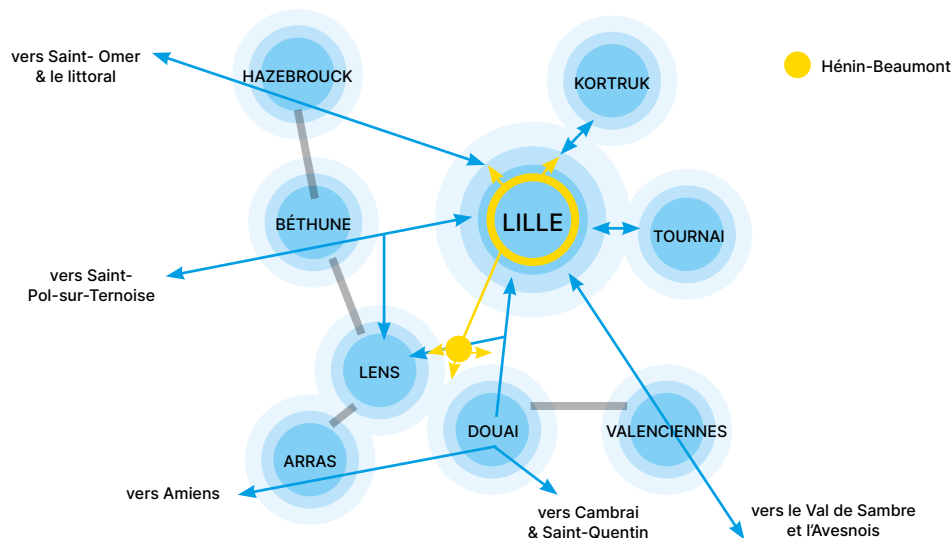 vers Saint- Omer
& le littoral
HAZEBROUCK
KORTRUK
Hénin-Beaumont
BÉTHUNE
LILLE
TOURNAI
vers Saint-
Pol-sur-Ternoise
LENS
DOUAI
VALENCIENNES
ARRAS
vers Amiens
vers Cambrai
& Saint-Quentin
vers le Val de Sambre
et l’Avesnois